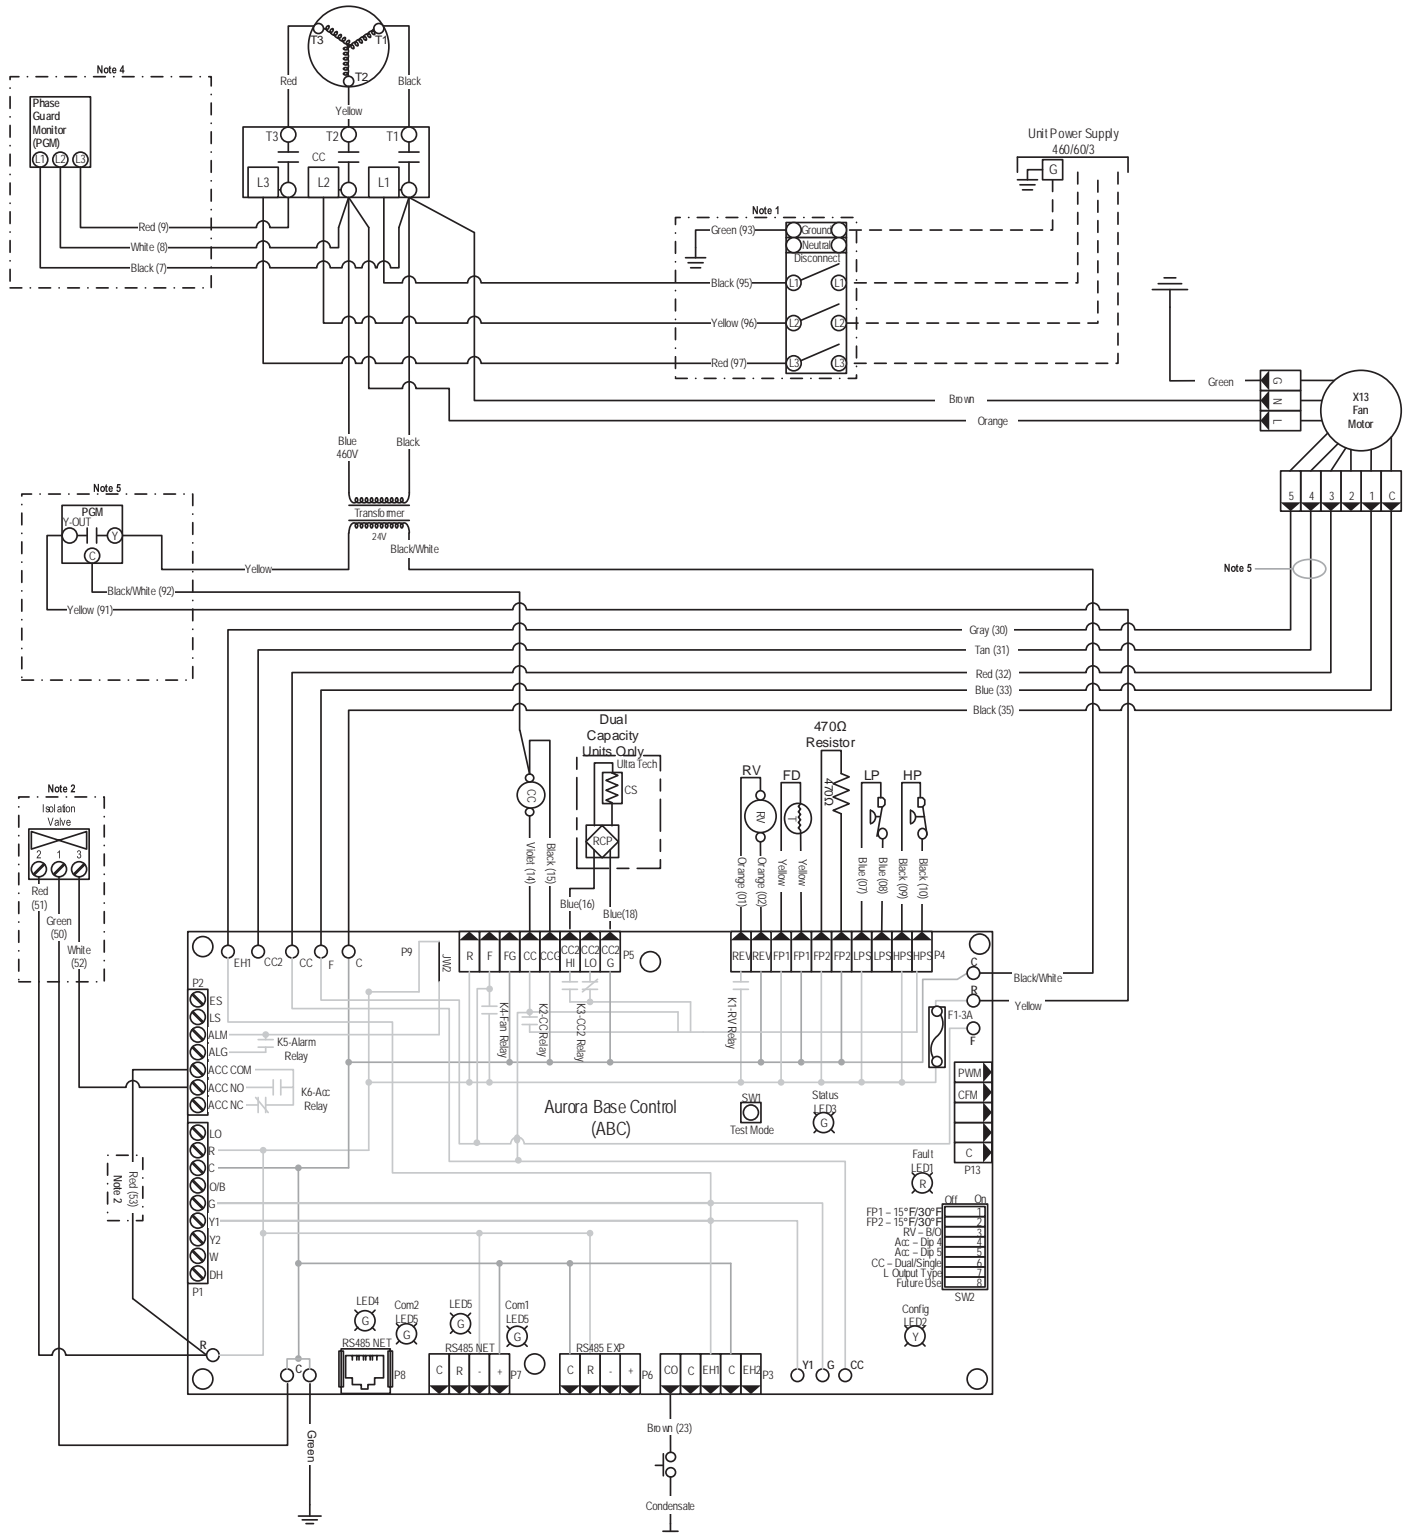 T3
T1
T2
Red
Black
Yellow
Note 4
Phase
Guard
Monitor
(PGM)
L1 L2 L3
T3 T2 T1
CC
L3 L2 L1
Red (9)
White (8)
Black (7)
Unit Power Supply
460/60/3
G
Note 1
Green (93)
Ground
Neutral
Disconnect
Black (95)
L1 L1
Yellow (96)
L2 L2
Red (97)
L3 L3
Green
G
N
L
X13
Fan
Motor
Brown
Orange
Blue
460V
Black
5 4 3 2 1 C
Note 5
PGM
Y-OUT
Y
C
Transformer
24V
Black/White
Yellow
Note 5
Black/White (92)
Yellow (91)
Gray (30)
Tan (31)
Red (32)
Blue (33)
Black (35)
Dual
Capacity
Units Only
UltraTech
CS
RCP
CC
Violet (14)
Black (15)
Blue(16)
Blue(18)
470Ω
Resistor
470Ω
RV
RV
FD
T
LP
HP
Orange (01)
Orange (02)
Yellow
Yellow
Blue (07)
Blue (08)
Black (09)
Black (10)
Note 2
Isolation
Valve
2 1 3
Red
(51)
Green
(50)
White
(52)
EH1 CC2 CC F C
P9
JW2
R F FG CC CCG CC2 HI CC2 LO CC2 G P5
REV REV FP1 FP1 FP2 FP2 LPS LPS HPS HPS P4
C
Black/White
R
Yellow
F1-3A
F
P2
ES
LS
ALM
ALG
ACC COM
ACC NO
ACC NC
K5-Alarm
Relay
K6-Acc
Relay
K4-Fan Relay
K2-CC Relay
K3-CC2 Relay
K1-RV Relay
Aurora Base Control
(ABC)
SW1
Test Mode
Status
LED3
G
PWM
CFM
C
P13
LO
R
C
O/B
G
Y1
Y2
W
DH
P1
Red (53)
Note 2
Fault
LED1
R
Off On
FP1 – 15°F/30°F 1
FP2 – 15°F/30°F 2
RV – B/O 3
Acc – Dip 4 4
Acc – Dip 5 5
CC – Dual/Single 6
L Output Type 7
Future Use 8
SW2
Config
LED2
Y
R
C
LED4
G
Com2
LED5
G
LED5
G
Com1
LED5
G
RS485 NET
P8
RS485 NET
C R - + P7
RS485 EXP
C R - + P6
CO C EH1 C EH2 P3
Y1 G CC
Green
Brown (23)
Condensate